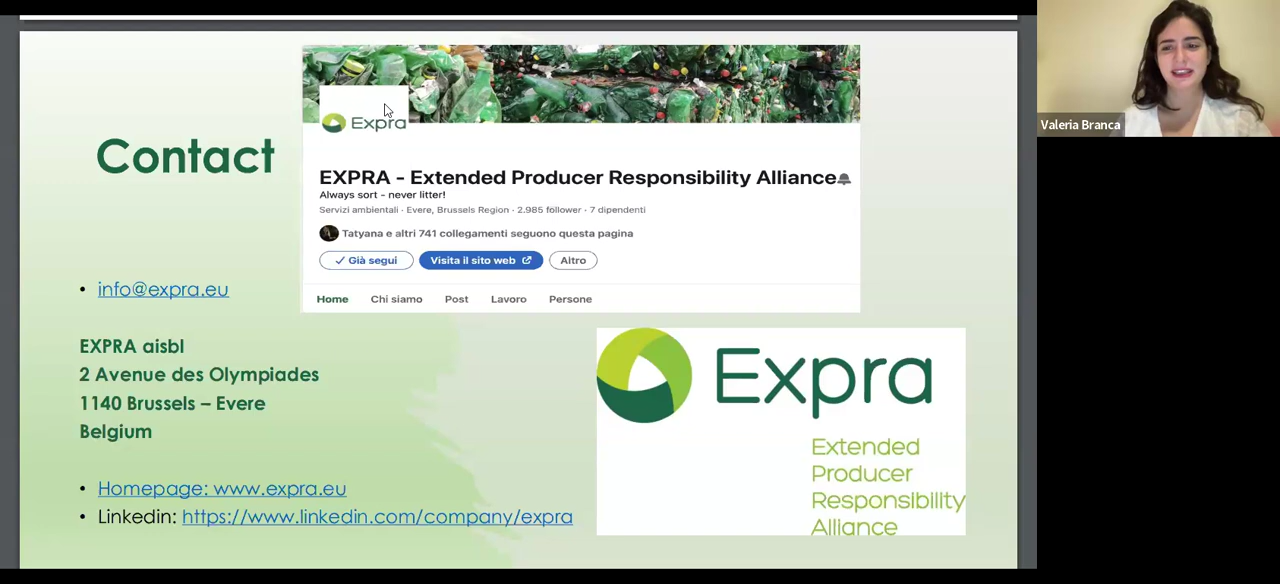 Contact
Expra
EXPRA - Extended Producer Responsibility Alliance
Always sort - never litter!
Servizi ambientali · Evere, Brussels Region · 2.985 follower · 7 dipendenti
Tatyana e altri 741 collegamenti seguono questa pagina
Già segui Visita il sito web Altro
Home Chi siamo Post Lavoro Persone
• info@expra.eu
EXPRA aisbl
2 Avenue des Olympiades
1140 Brussels – Evere
Belgium
• Homepage: www.expra.eu
• Linkedin: https://www.linkedin.com/company/expra
Expra
Extended
Producer
Responsibility
Alliance
Valeria Branca